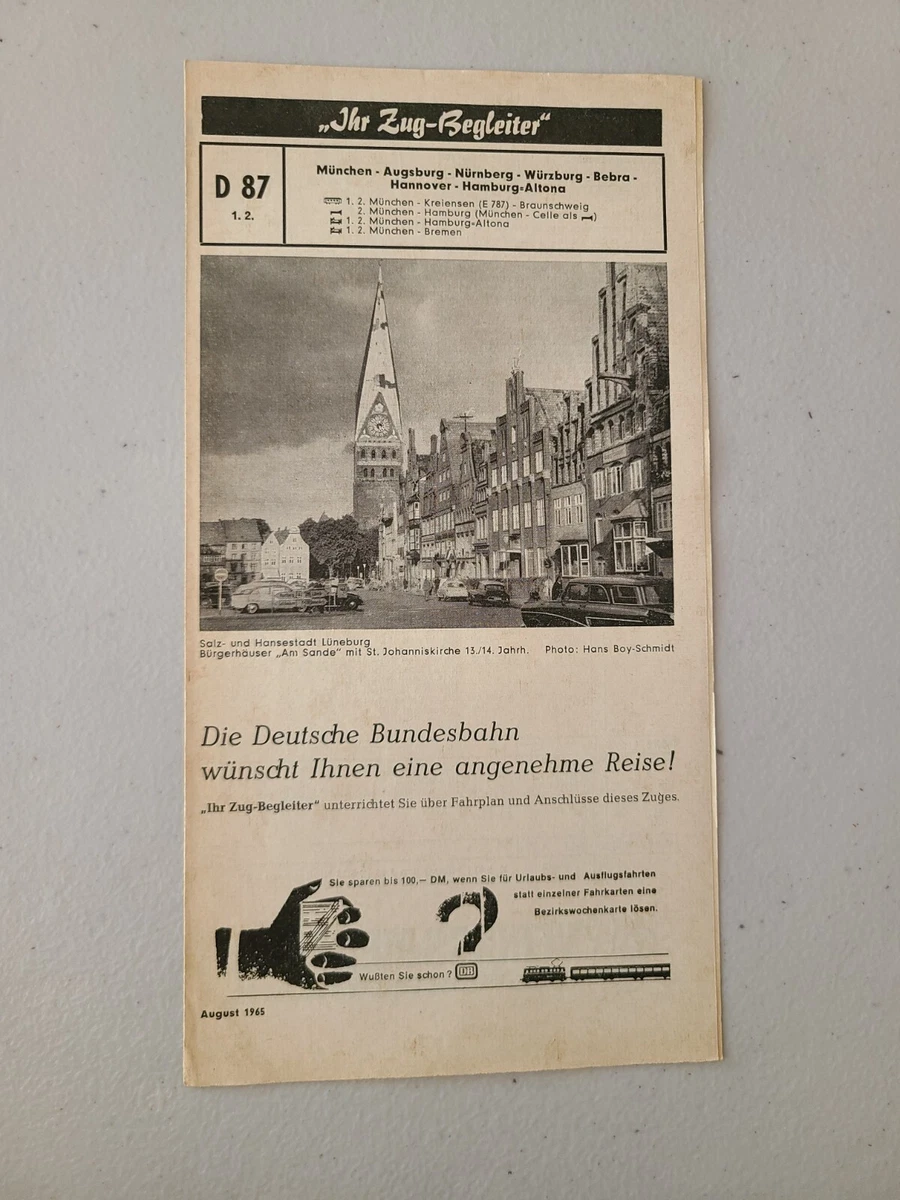 „Ihr Zug-Begleiter"
D 87
1. 2.
München - Augsburg - Nürnberg - Würzburg - Bebra -
Hannover - Hamburg=Altona
1. 2. München - Kreiensen (E 787) - Braunschweig
2. München - Hamburg (München - Celle als )
1. 2. München - Hamburg=Altona
1. 2. München - Bremen
Salz- und Hansestadt Lüneburg
Bürgerhäuser „Am Sande" mit St. Johanniskirche 13./14. Jahrh. Photo: Hans Boy-Schmidt
Die Deutsche Bundesbahn
wünscht Ihnen eine angenehme Reise!
„Ihr Zug-Begleiter" unterrichtet Sie über Fahrplan und Anschlüsse dieses Zuges.
Sie sparen bis 100,— DM, wenn Sie für Urlaubs- und Ausflugsfahrten
statt einzelner Fahrkarten eine
Bezirkswochenkarte lösen.
?
Wußten Sie schon? DB
August 1965